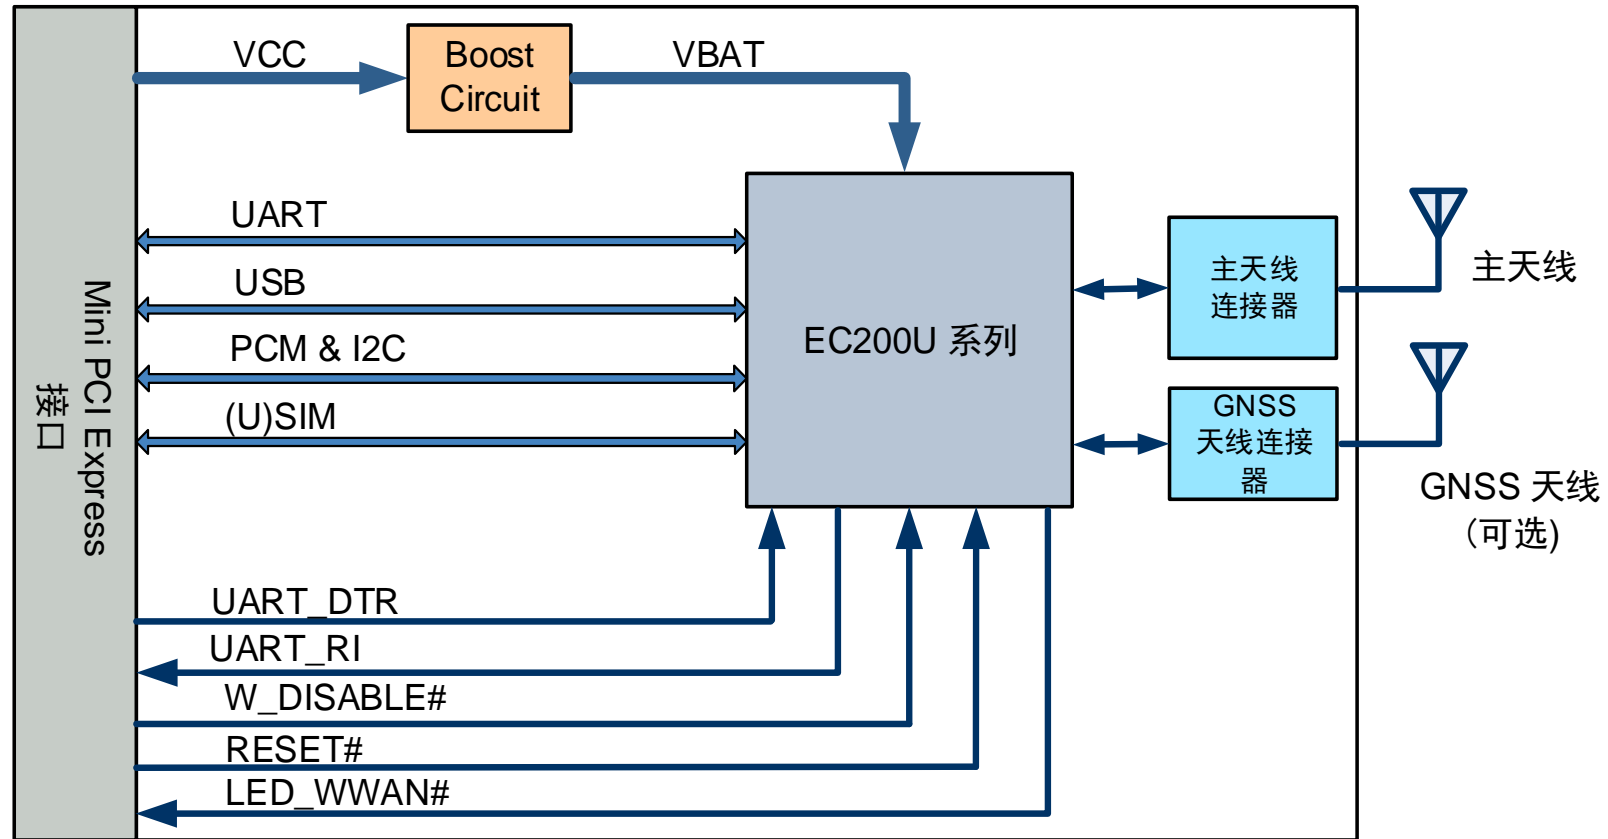 VCC
Boost
Circuit
VBAT
UART
USB
PCM & I2C
(U)SIM
Mini PCI Express
接口
EC200U 系列
主天线
连接器
主天线
GNSS
天线连接
器
GNSS 天线
(可选)
UART_DTR
UART_RI
W_DISABLE#
RESET#
LED_WWAN#